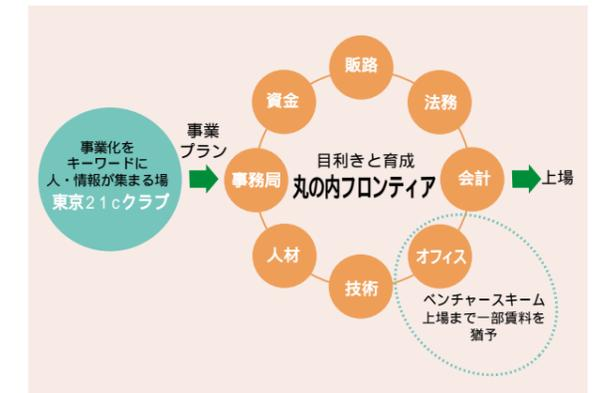 事業化を
キーワードに
人・情報が集まる場
東京２１ｃクラブ
事業
プラン
販路
資金
法務
事務局
目利きと育成
丸の内フロンティア
会計
上場
人材
オフィス
技術
ベンチャースキーム
上場まで一部賃料を
猶予